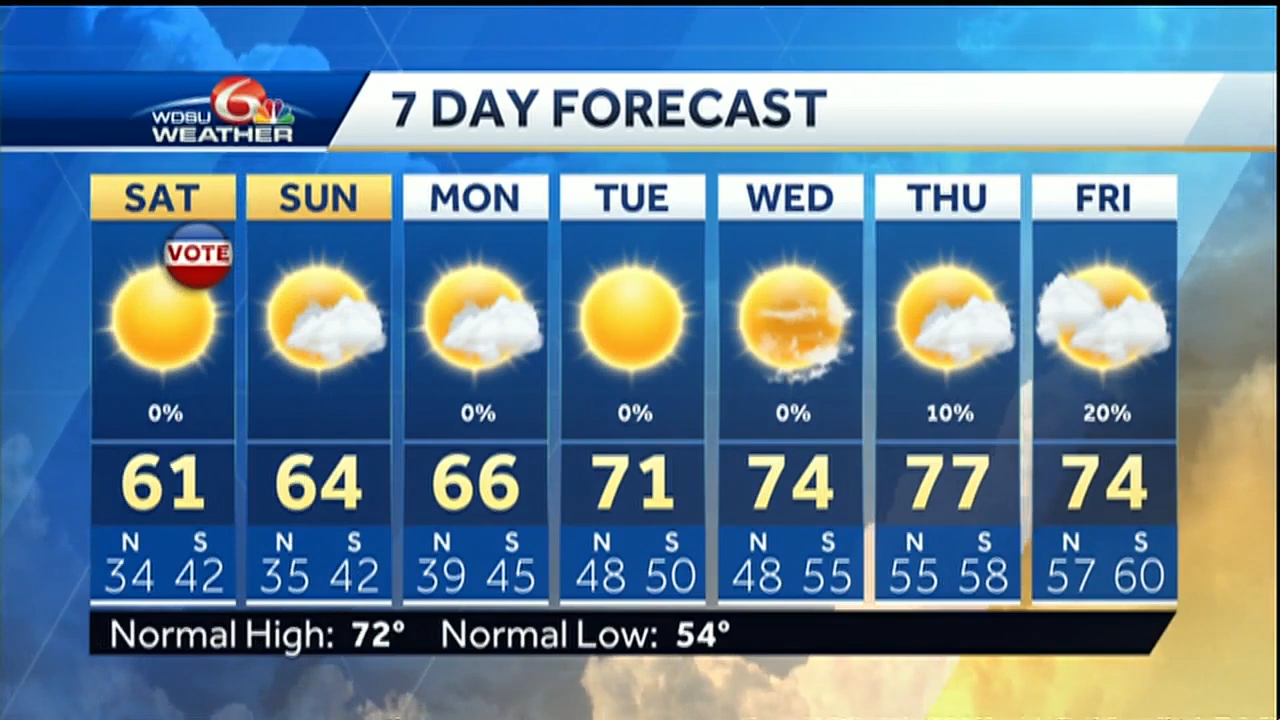 WDSU 6
WEATHER
7 DAY FORECAST
SAT SUN MON TUE WED THU FRI
VOTE
0% 0% 0% 0% 10% 20%
61 64 66 71 74 77 74
N S N S N S N S N S N S N S
34 42 35 42 39 45 48 50 48 55 55 58 57 60
Normal High: 72° Normal Low: 54°